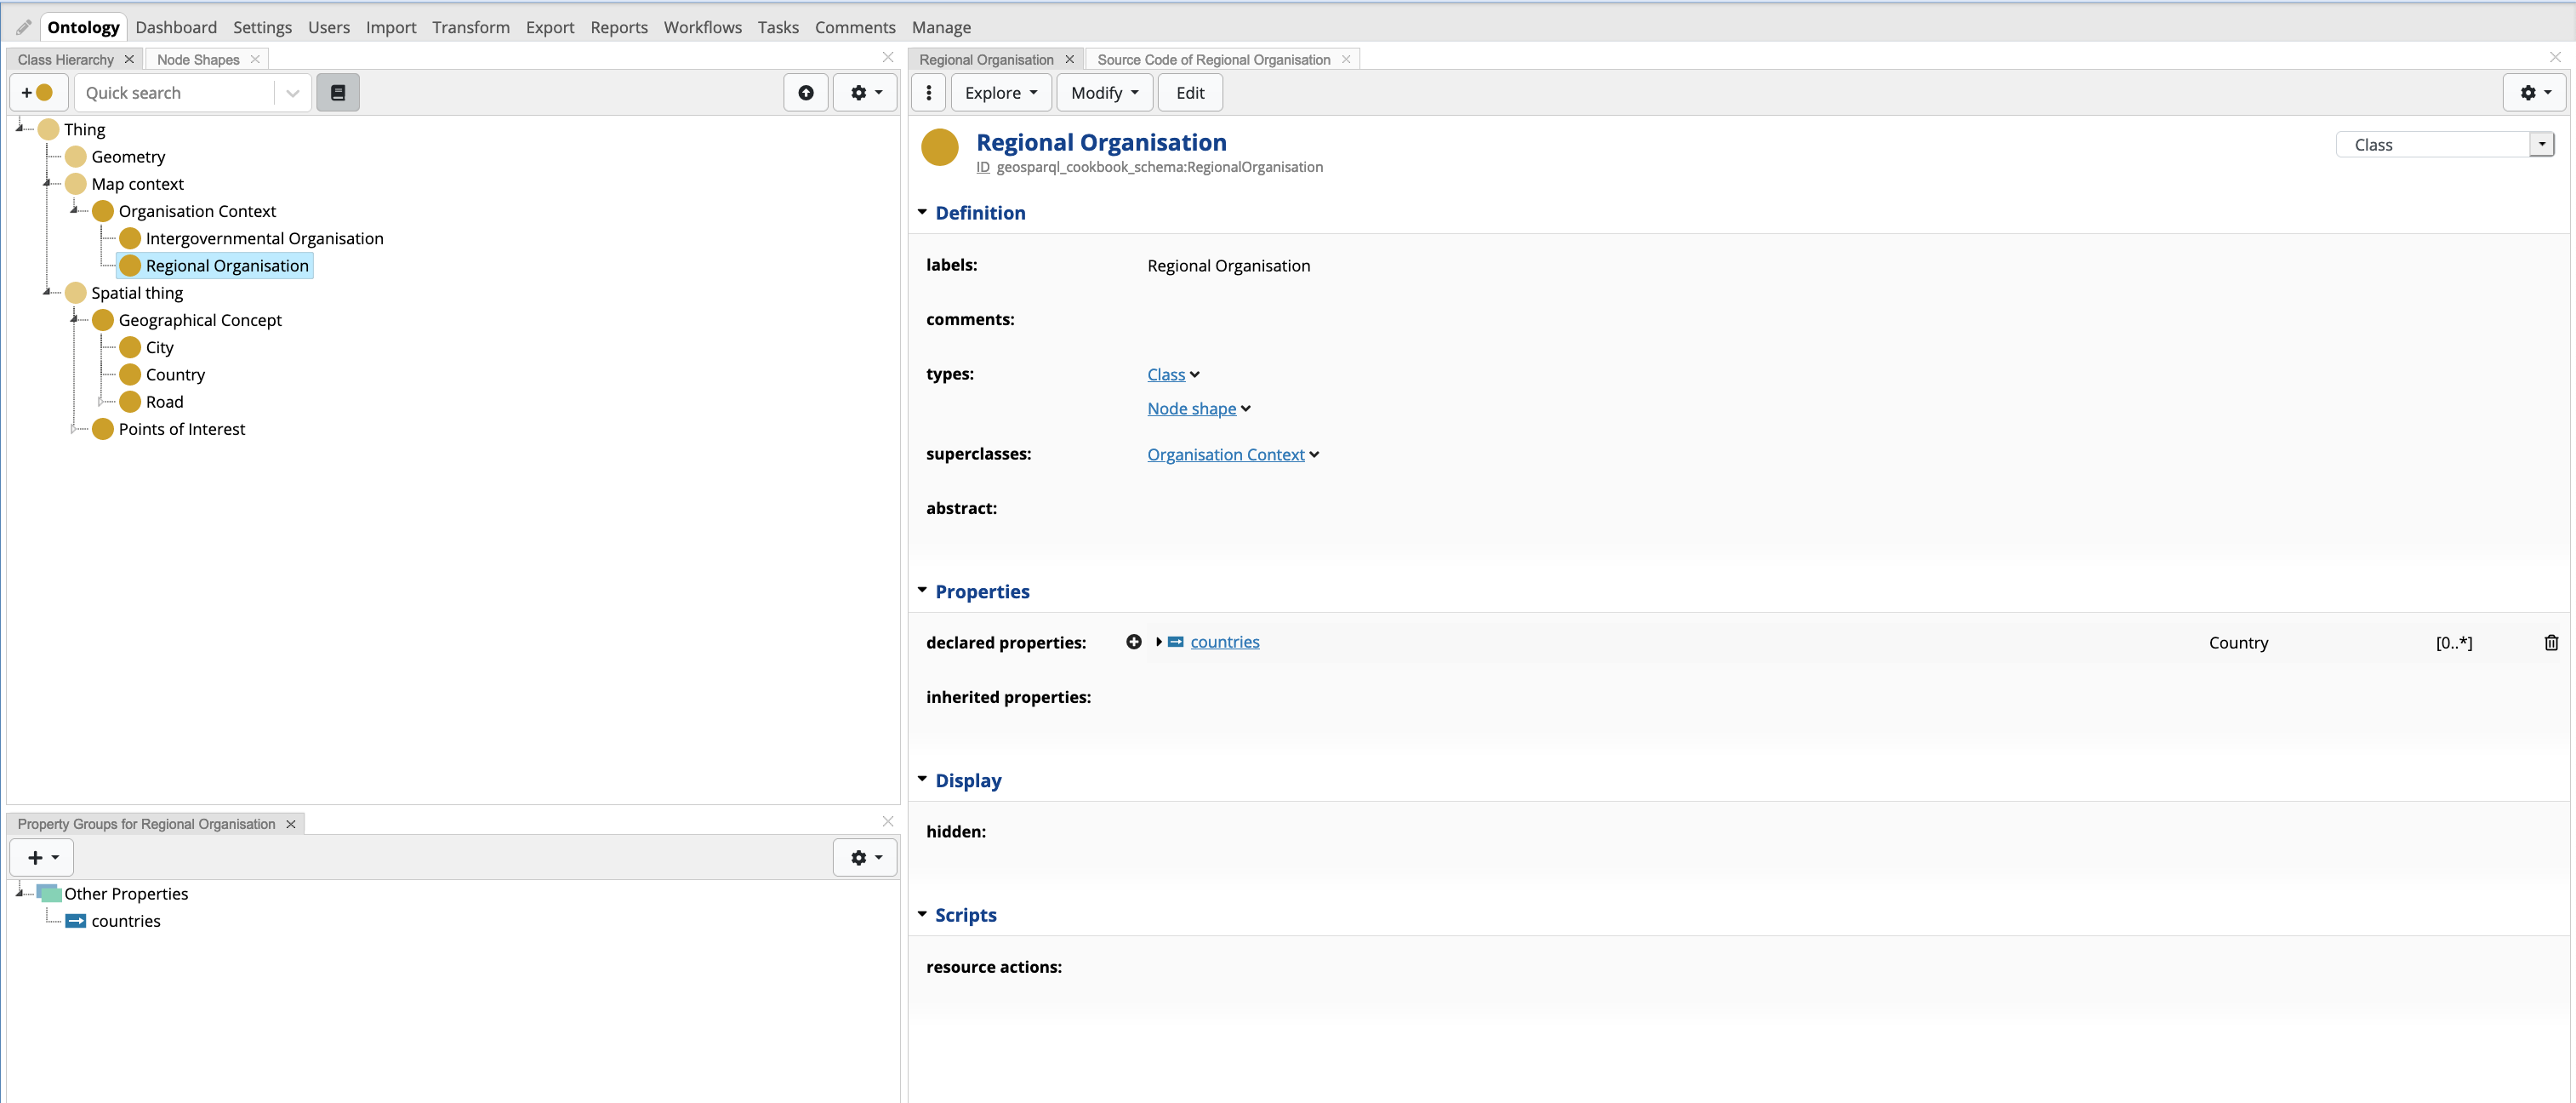 Ontology Dashboard Settings Users Import Transform Export Reports Workflows Tasks Comments Manage
Class Hierarchy Node Shapes
Quick search
Thing
Geometry
Map context
Organisation Context
Intergovernmental Organisation
Regional Organisation
Spatial thing
Geographical Concept
City
Country
Road
Points of Interest
Property Groups for Regional Organisation
Other Properties
countries
Regional Organisation Source Code of Regional Organisation
Explore Modify Edit
Regional Organisation Class
ID geosparql_cookbook_schema:RegionalOrganisation
Definition
labels: Regional Organisation
comments:
types: Class
Node shape
superclasses: Organisation Context
abstract:
Properties
declared properties: countries Country [0..*]
inherited properties:
Display
hidden:
Scripts
resource actions: